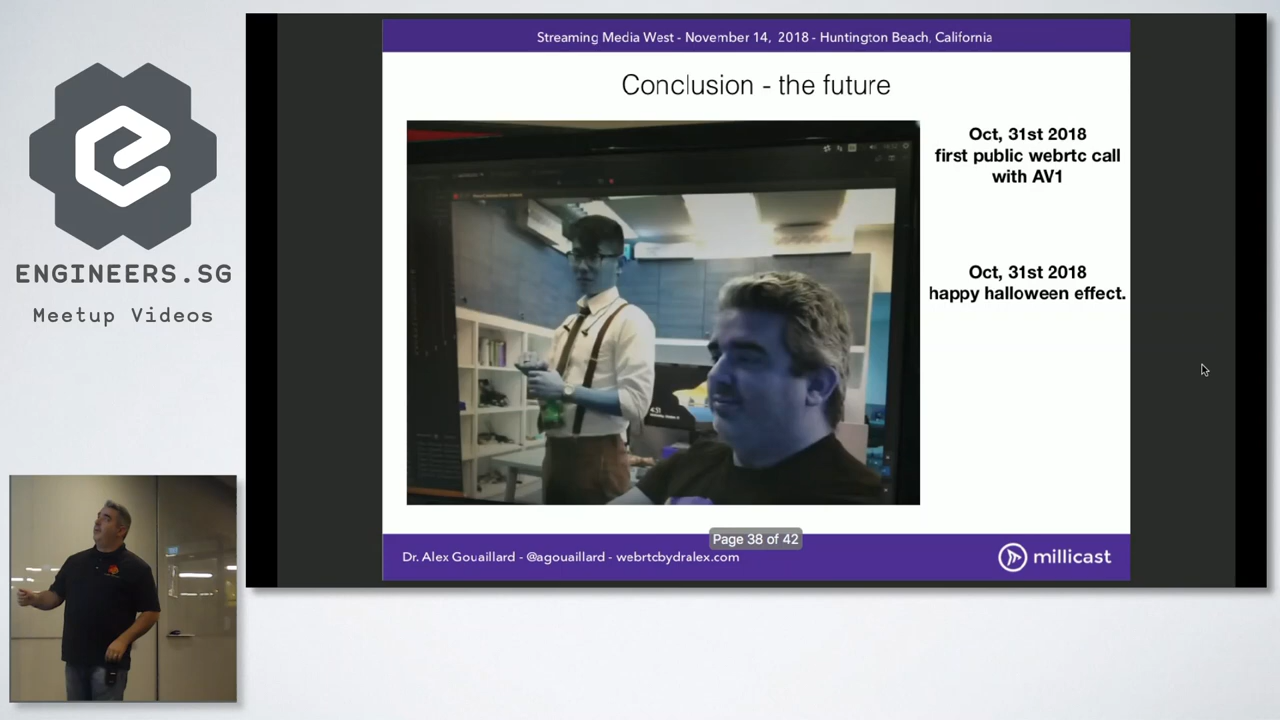 Streaming Media West - November 14, 2018 - Huntington Beach, California
Conclusion - the future
Oct, 31st 2018
first public webrtc call
with AV1
Oct, 31st 2018
happy halloween effect.
ENGINEERS.SG
Meetup Videos
4:51
Page 38 of 42
Dr. Alex Gouaillard - @agouaillard - webrtcbydralex.com
millicast